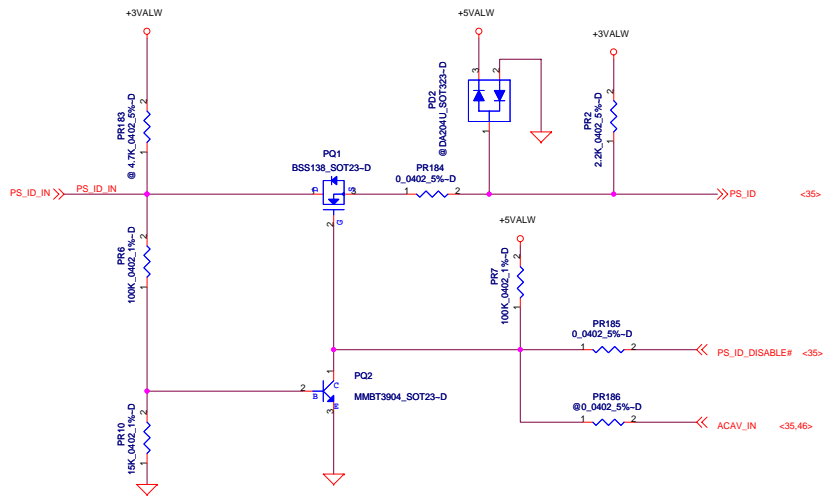 +3VALW
+5VALW
+3VALW
PR183
@ 4.7K_0402_5%~D
2
1
PD2
@DA204U_SOT323~D
3
2
1
PR2
2.2K_0402_5%~D
2
1
PQ1
BSS138_SOT23~D
PR184
0_0402_5%~D
PS_ID_IN
PS_ID_IN
1
D
S
3
G
2
1
2
PS_ID
<35>
+5VALW
PR6
100K_0402_1%~D
2
1
PR7
100K_0402_1%~D
2
1
PR185
0_0402_5%~D
1
2
PS_ID_DISABLE#
<35>
PQ2
MMBT3904_SOT23~D
1
C
2
B
E
3
PR186
@0_0402_5%~D
1
2
ACAV_IN
<35,46>
PR10
15K_0402_1%~D
2
1